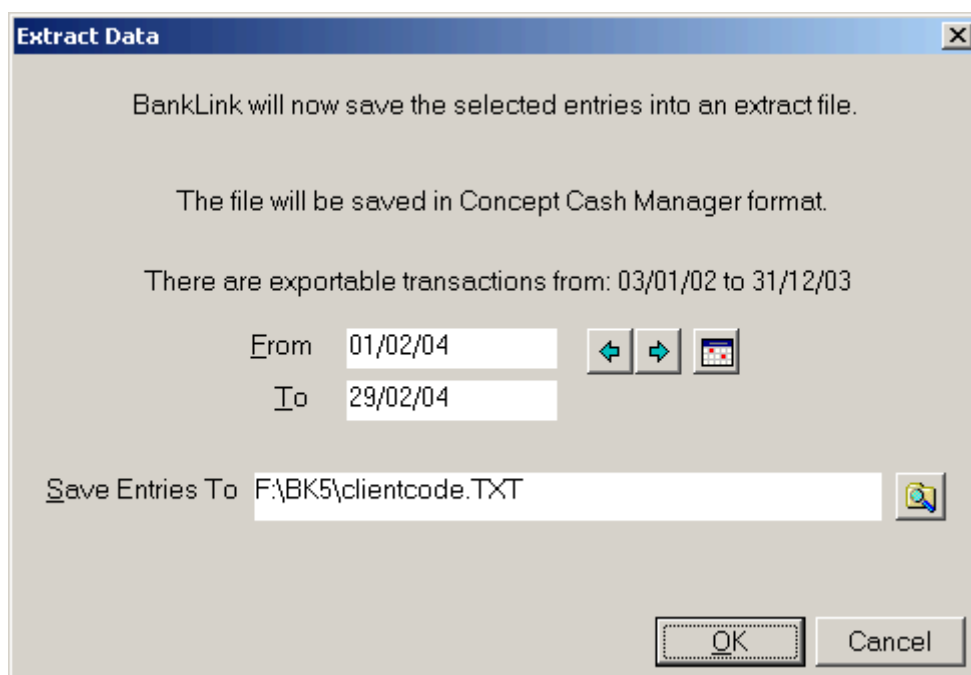 Extract Data
BankLink will now save the selected entries into an extract file.
The file will be saved in Concept Cash Manager format.
There are exportable transactions from: 03/01/02 to 31/12/03
From 01/02/04
To 29/02/04
Save Entries To F:\BK5\clientcode.TXT
OK Cancel